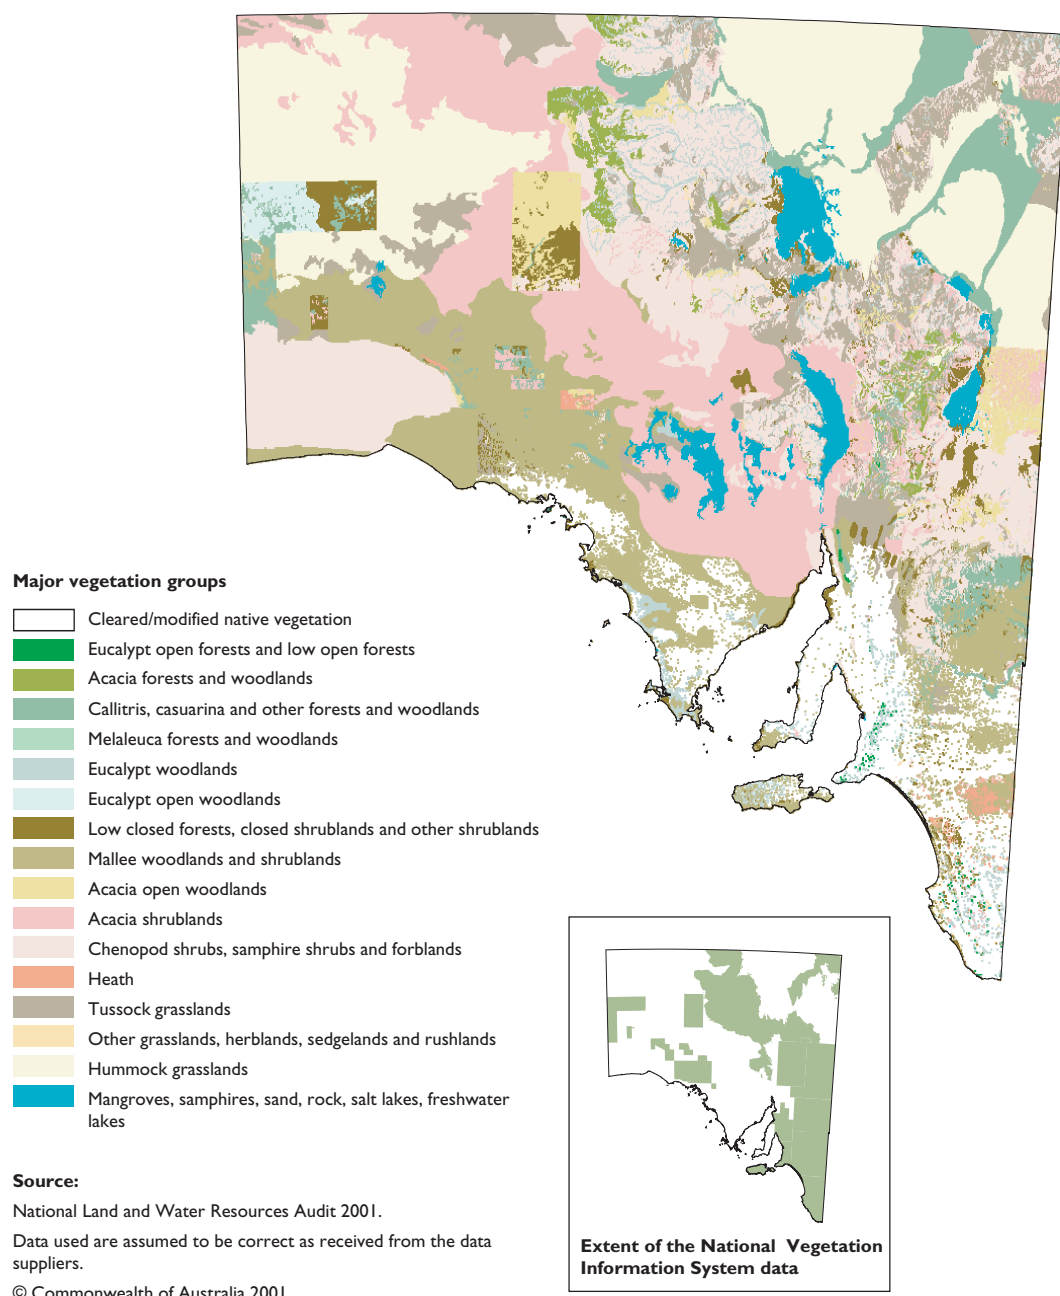 Major vegetation groups
Cleared/modified native vegetation
Eucalypt open forests and low open forests
Acacia forests and woodlands
Callitris, casuarina and other forests and woodlands
Melaleuca forests and woodlands
Eucalypt woodlands
Eucalypt open woodlands
Low closed forests, closed shrublands and other shrublands
Mallee woodlands and shrublands
Acacia open woodlands
Acacia shrublands
Chenopod shrubs, samphire shrubs and forblands
Heath
Tussock grasslands
Other grasslands, herblands, sedgelands and rushlands
Hummock grasslands
Mangroves, samphires, sand, rock, salt lakes, freshwater
lakes
Source:
National Land and Water Resources Audit 2001.
Data used are assumed to be correct as received from the data
suppliers.
© Commonwealth of Australia 2001
Extent of the National Vegetation
Information System data